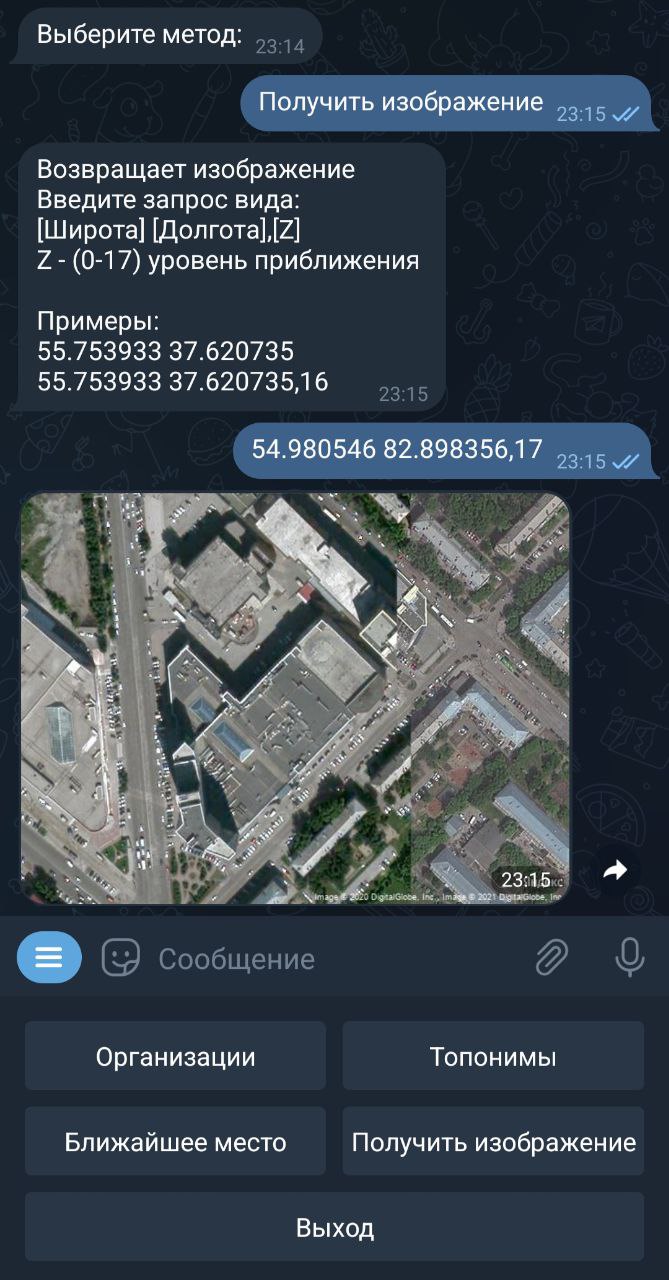 Выберите метод:
23:14
Получить изображение
23:15
Возвращает изображение
Введите запрос вида:
[Широта] [Долгота],[Z]
Z - (0-17) уровень приближения
Примеры:
55.753933 37.620735
55.753933 37.620735,16
23:15
54.980546 82.898356,17
23:15
23:15
Image © 2020 DigitalGlobe, Inc., Image © 2021 DigitalGlobe, Inc
Сообщение
Организации
Топонимы
Ближайшее место
Получить изображение
Выход